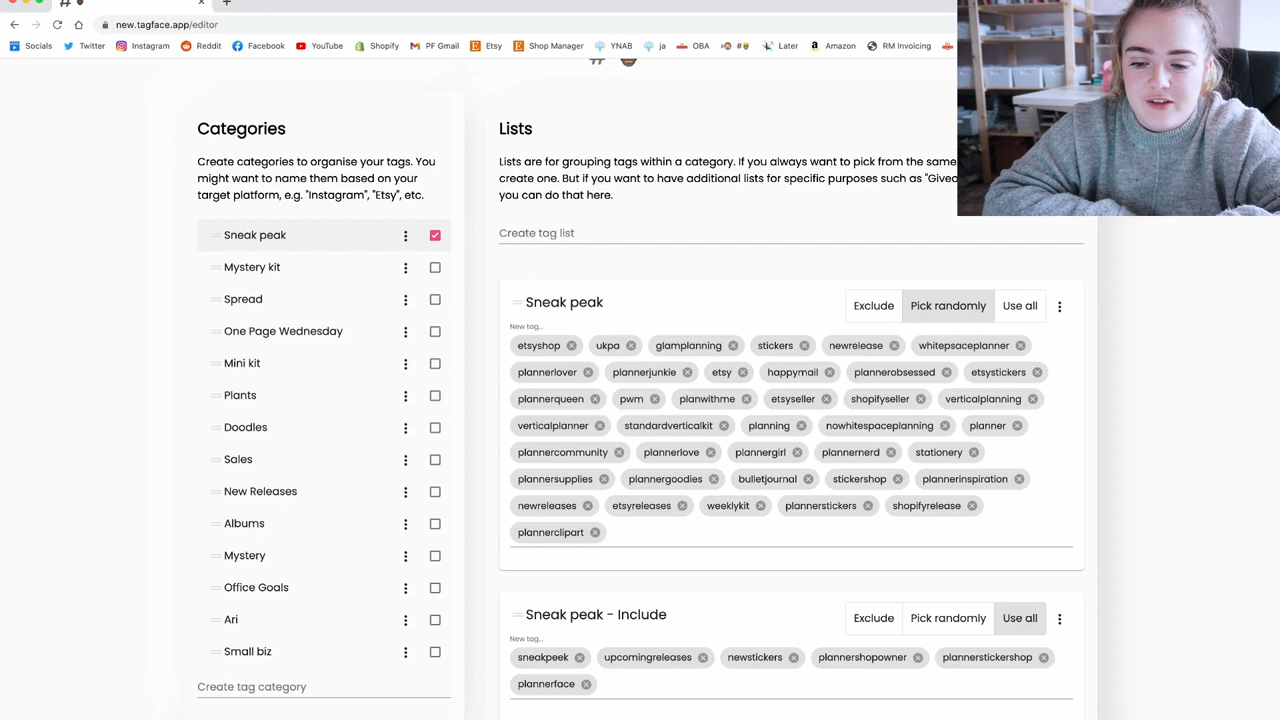 new.tagface.app/editor
Socials Twitter Instagram Reddit Facebook YouTube Shopify PF Gmail Etsy Shop Manager YNAB ja OBA # Later Amazon RM Invoicing
#
Categories
Create categories to organise your tags. You
might want to name them based on your
target platform, e.g. "Instagram", "Etsy", etc.
Sneak peak
Mystery kit
Spread
One Page Wednesday
Mini kit
Plants
Doodles
Sales
New Releases
Albums
Mystery
Office Goals
Ari
Small biz
Create tag category
Lists
Lists are for grouping tags within a category. If you always want to pick from the same
create one. But if you want to have additional lists for specific purposes such as
you can do that here.
Create tag list
Sneak peak Exclude Pick randomly Use all
New tag...
etsyshop ukpa glamplanning stickers newrelease whitepsaceplanner
plannerlover plannerjunkie etsy happymail plannerobsessed etsystickers
plannerqueen pwm planwithme etsyseller shopifyseller verticalplanning
verticalplanner standardverticalkit planning nowhitespaceplanning planner
plannercommunity plannerlove plannergirl plannernerd stationery
plannersupplies plannergoodies bulletjournal stickershop plannerinspiration
newreleases etsyreleases weeklykit plannerstickers shopifyrelease
plannerclipart
Sneak peak - Include Exclude Pick randomly Use all
New tag...
sneakpeek upcomingreleases newstickers plannershopowner plannerstickershop
plannerface